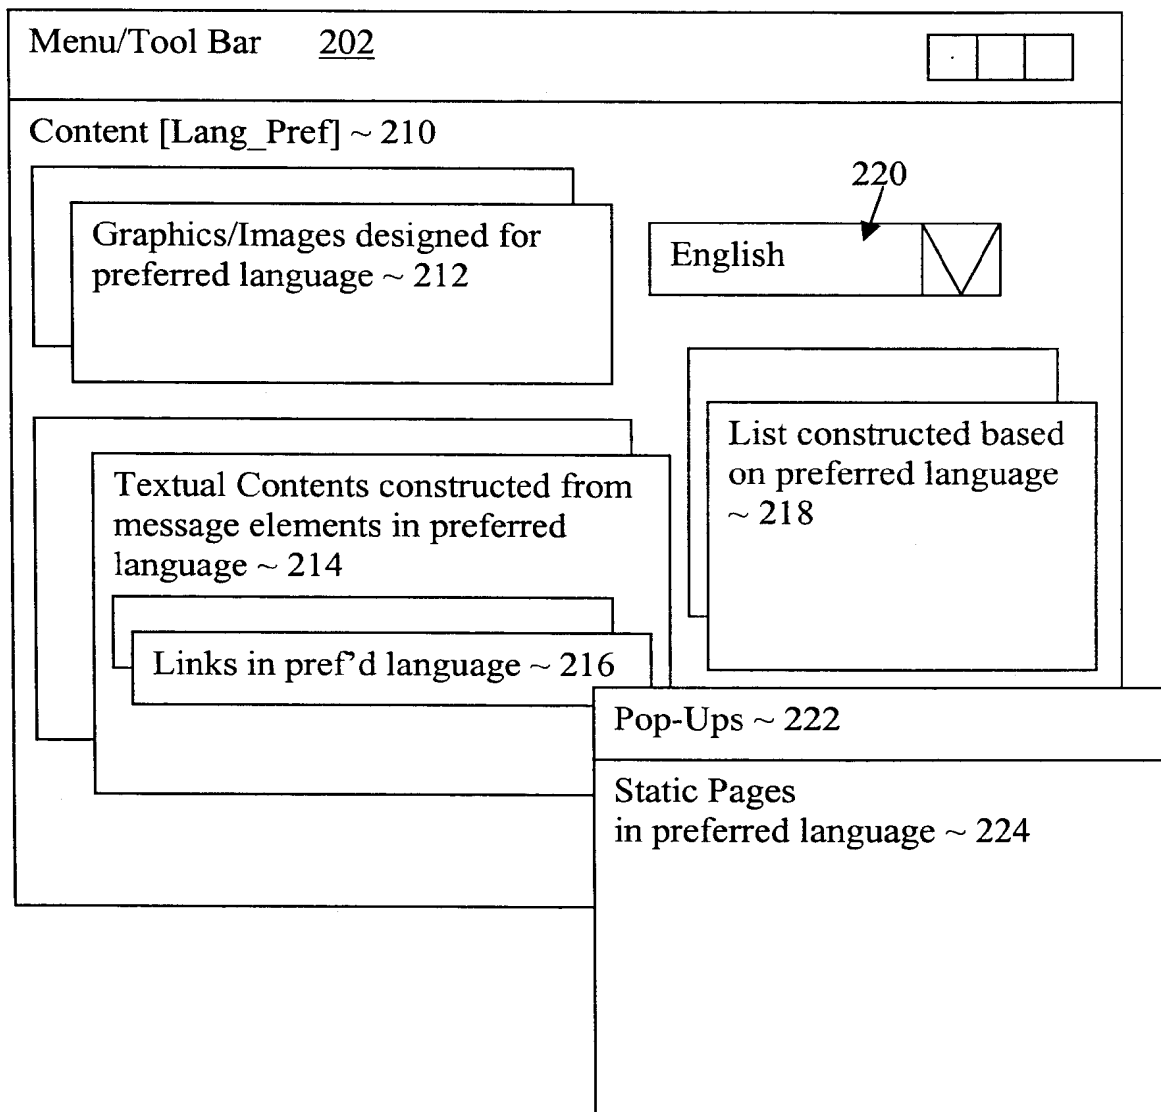 Menu/Tool Bar 202
Content [Lang_Pref] ~ 210
220
Graphics/Images designed for
preferred language ~ 212
English
List constructed based
on preferred language
~ 218
Textual Contents constructed from
message elements in preferred
language ~ 214
Links in pref'd language ~ 216
Pop-Ups ~ 222
Static Pages
in preferred language ~ 224